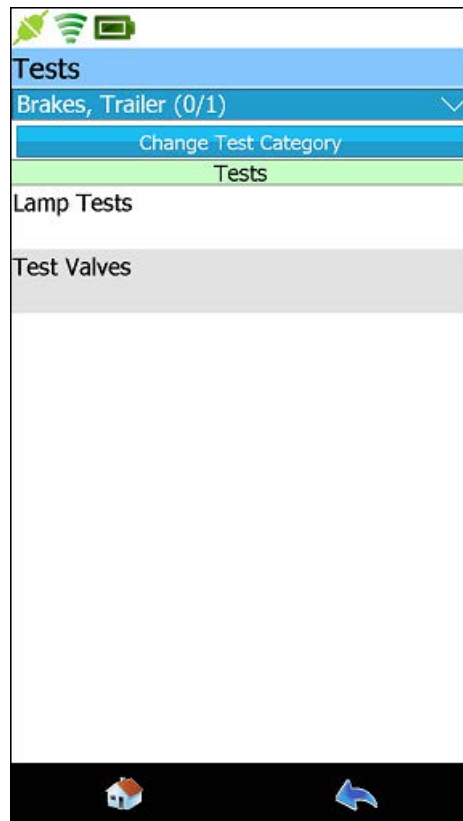 Tests
Brakes, Trailer (0/1)
Change Test Category
Tests
Lamp Tests
Test Valves